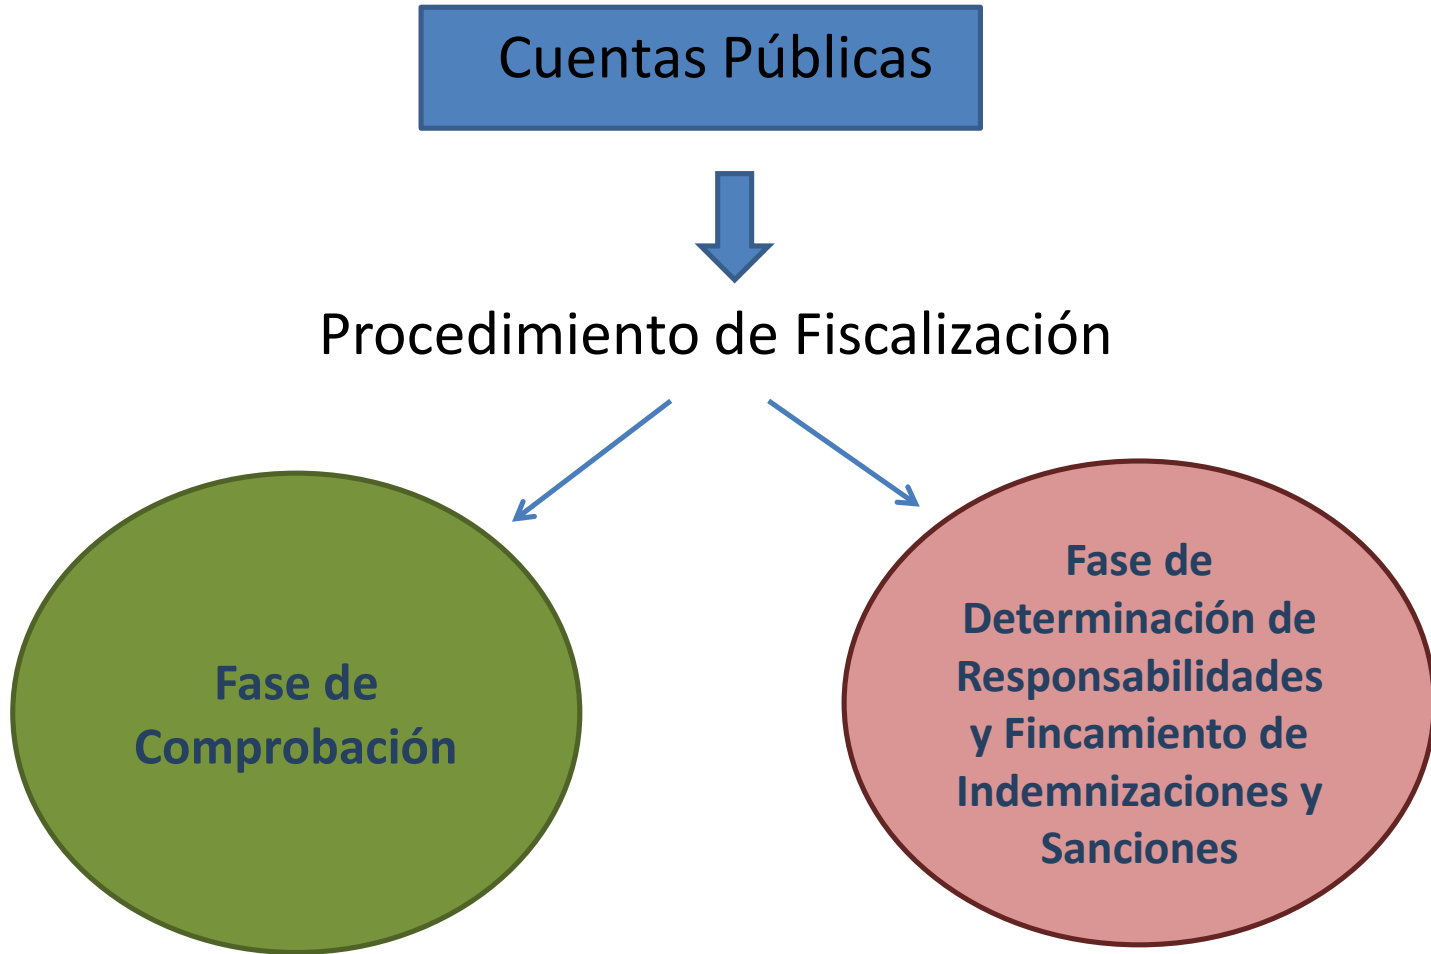 Cuentas Públicas
Procedimiento de Fiscalización
Fase de
Comprobación
Fase de
Determinación de
Responsabilidades
y Fincamiento de
Indemnizaciones y
Sanciones